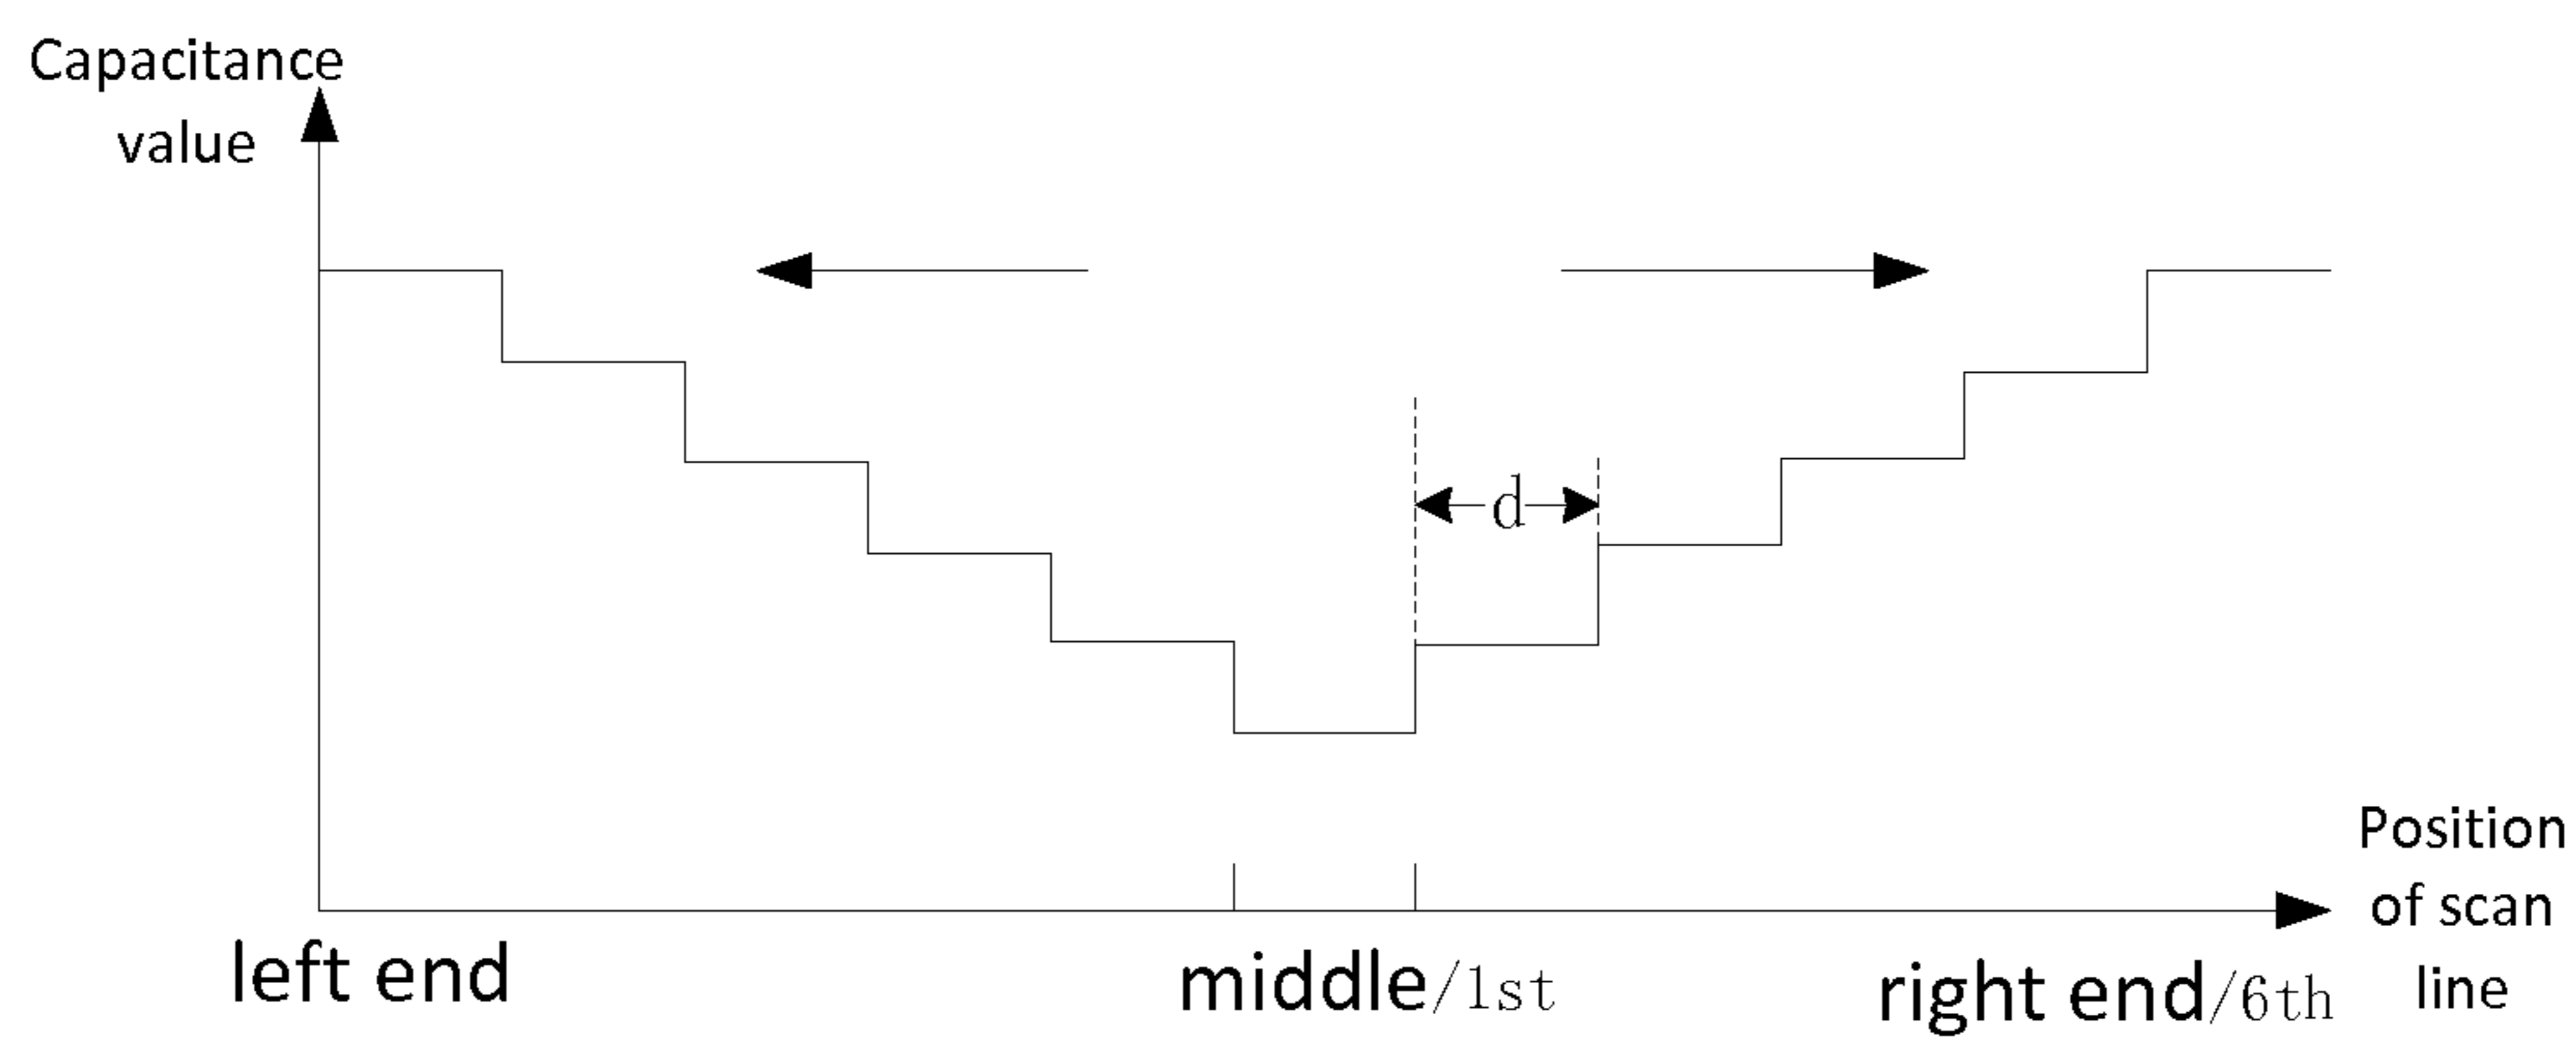 Capacitance
value
d
left end
middle/1st
right end/6th
Position
of scan
line